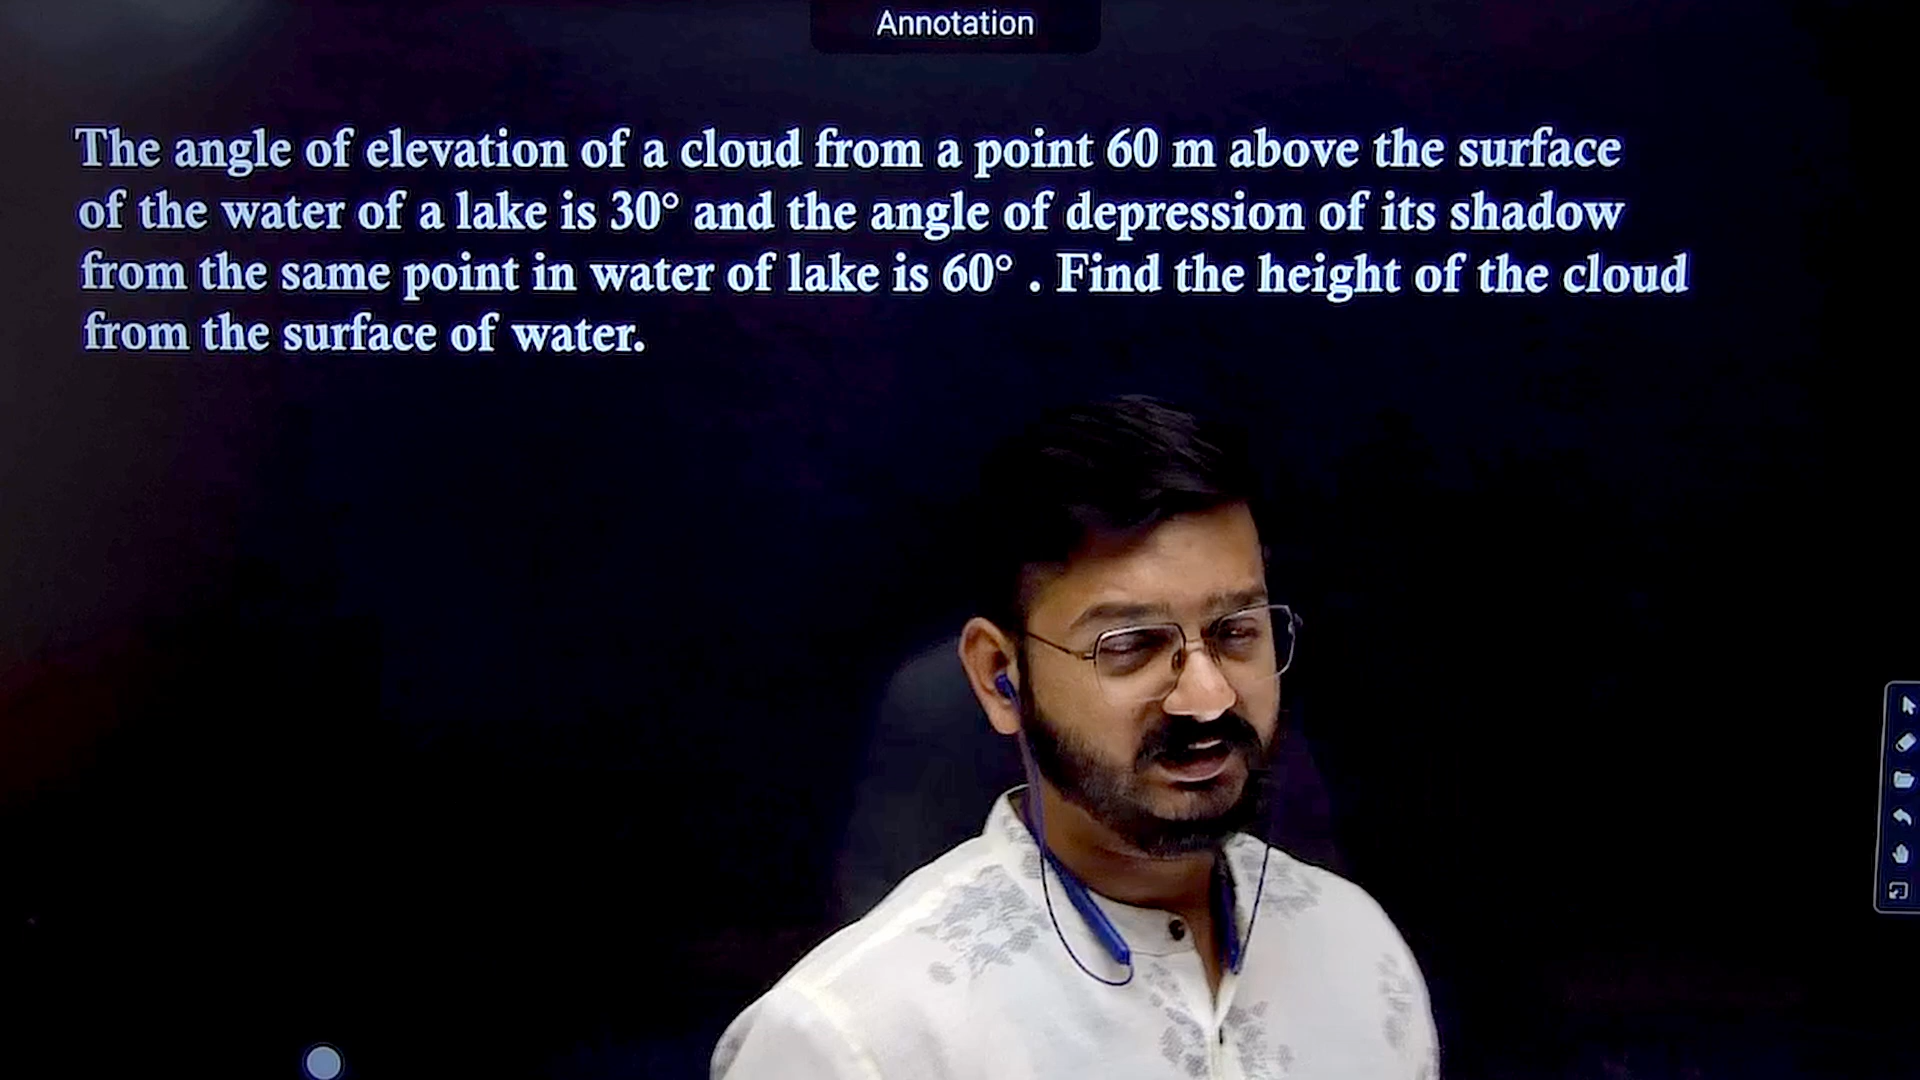 Annotation
The angle of elevation of a cloud from a point 60 m above the surface
of the water of a lake is 30° and the angle of depression of its shadow
from the same point in water of lake is 60° . Find the height of the cloud
from the surface of water.